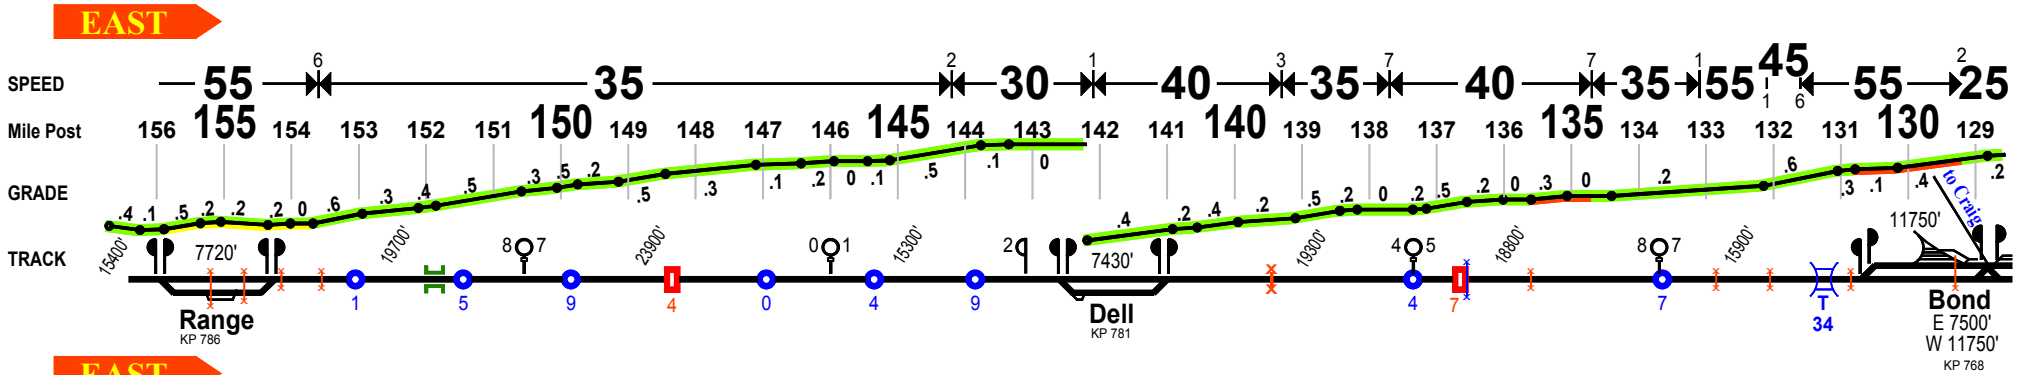 EAST
6 2 1 3 7 7 1 2
SPEED 55 35 30 40 35 40 35 55 45 55 25
1 6
Mile Post 156 155 154 153 152 151 150 149 148 147 146 145 144 143 142 141 140 139 138 137 136 135 134 133 132 131 130 129
GRADE .4 .1 .5 .2 .2 .2 0 .6 .3 .4 .5 .3 .5 .2 .5 .3 .1 .2 0 .1 .5 .1 0 .4 .2 .4 .2 .5 .2 0 .2 .5 .2 0 .3 0 .2 .6 .3 .1 .4 .2
to Craig
TRACK 15400' 7720' 19700' 8 7 23900' 0 1 15300' 2 7430' 19300' 4 5 18800' 8 7 15900' 11750'
1 5 9 4 0 4 9 4 7 7 T
34
Range
KP 786
Dell
KP 781
Bond
E 7500'
W 11750'
KP 768
EAST